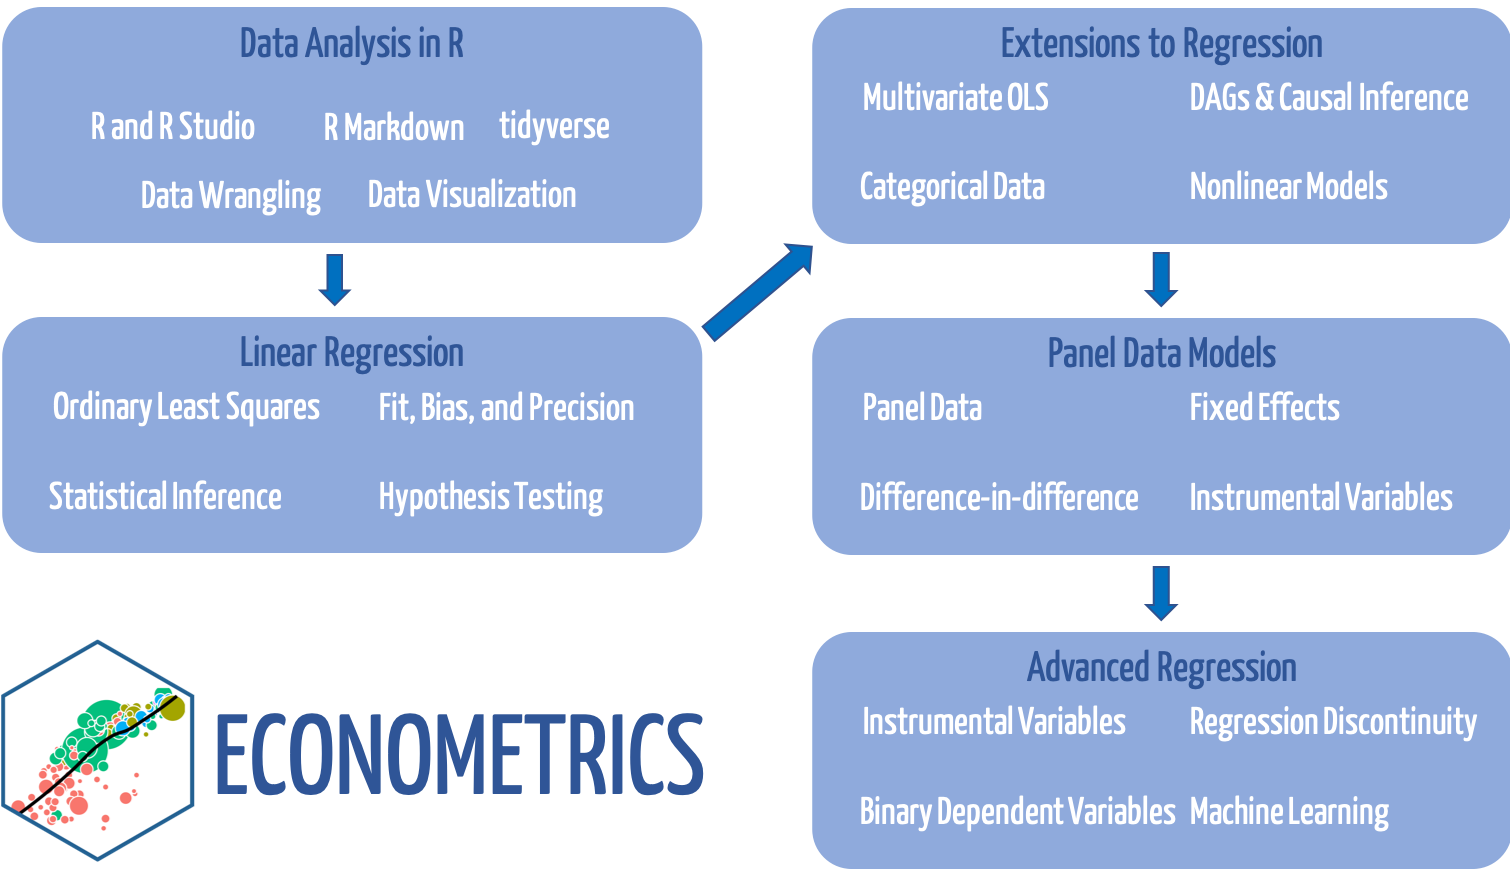 Data Analysis in R
R and R Studio
R Markdown
tidyverse
Data Wrangling
Data Visualization
Linear Regression
Ordinary Least Squares
Fit, Bias, and Precision
Statistical Inference
Hypothesis Testing
Extensions to Regression
Multivariate OLS
DAGs & Causal Inference
Categorical Data
Nonlinear Models
Panel Data Models
Panel Data
Fixed Effects
Difference-in-difference
Instrumental Variables
Advanced Regression
Instrumental Variables
Regression Discontinuity
Binary Dependent Variables
Machine Learning
ECONOMETRICS